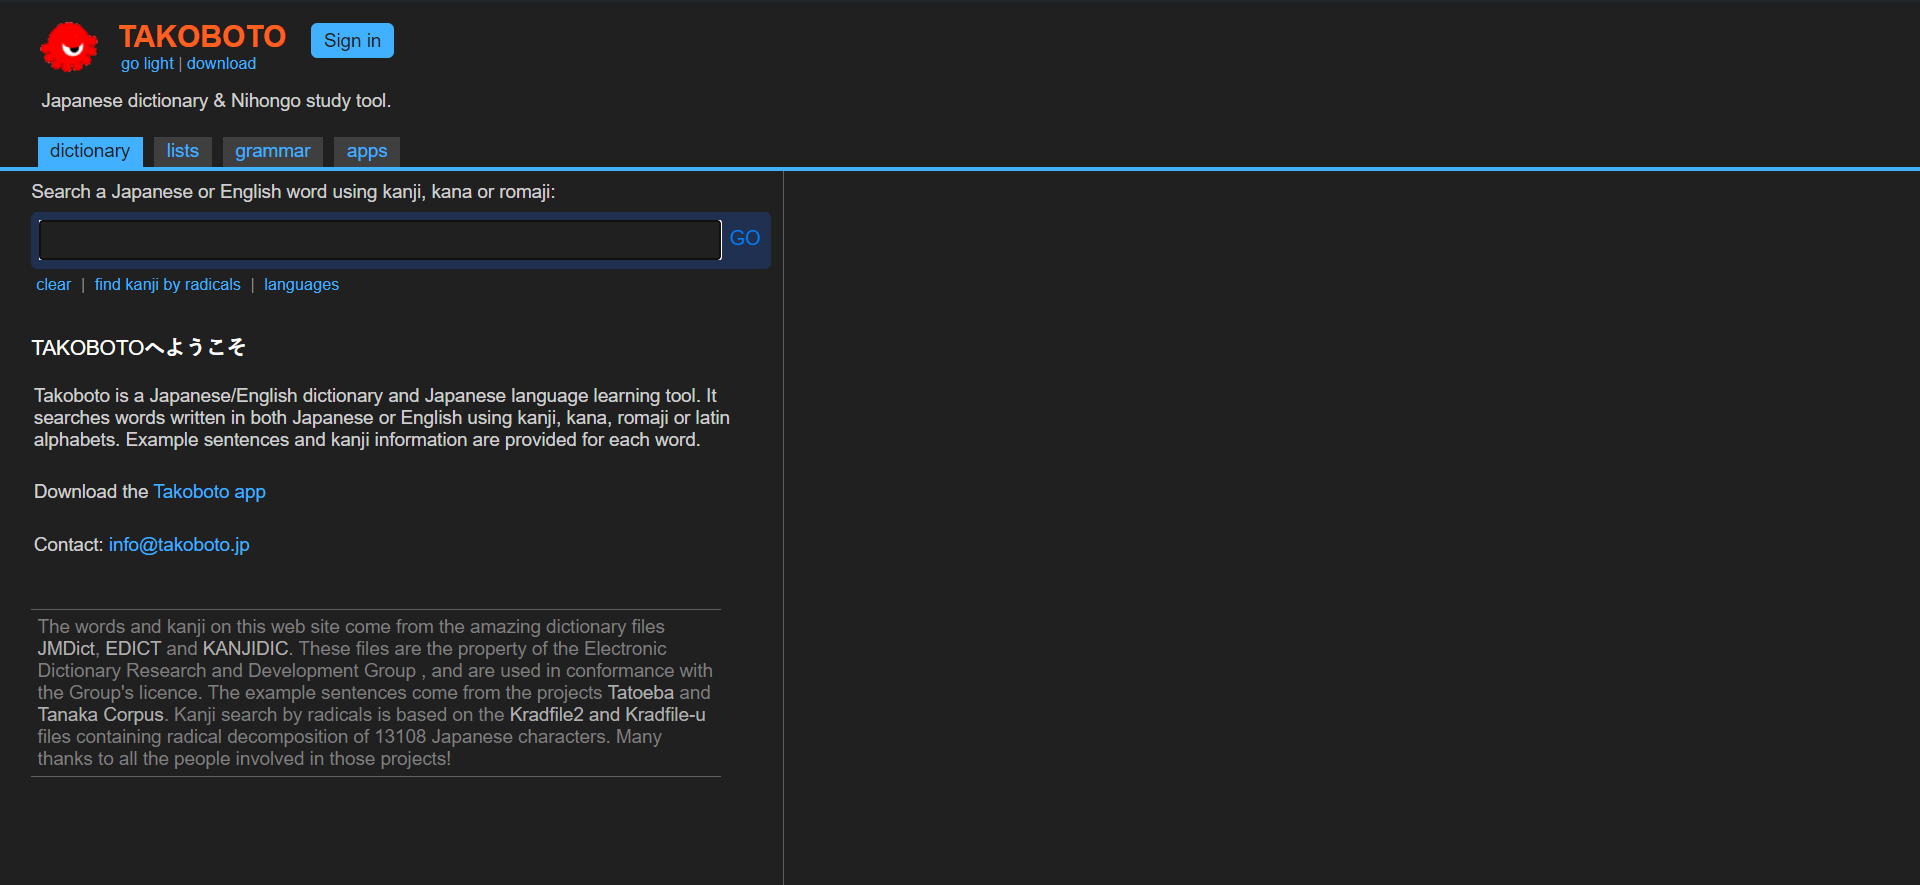 TAKOBOTO
Sign in
go light | download
Japanese dictionary & Nihongo study tool.
dictionary lists grammar apps
Search a Japanese or English word using kanji, kana or romaji:
GO
clear | find kanji by radicals | languages
TAKOBOTOへようこそ
Takoboto is a Japanese/English dictionary and Japanese language learning tool. It
searches words written in both Japanese or English using kanji, kana, romaji or latin
alphabets. Example sentences and kanji information are provided for each word.
Download the Takoboto app
Contact: info@takoboto.jp
The words and kanji on this web site come from the amazing dictionary files
JMDict, EDICT and KANJIDIC. These files are the property of the Electronic
Dictionary Research and Development Group , and are used in conformance with
the Group's licence. The example sentences come from the projects Tatoeba and
Tanaka Corpus. Kanji search by radicals is based on the Kradfile2 and Kradfile-u
files containing radical decomposition of 13108 Japanese characters. Many
thanks to all the people involved in those projects!